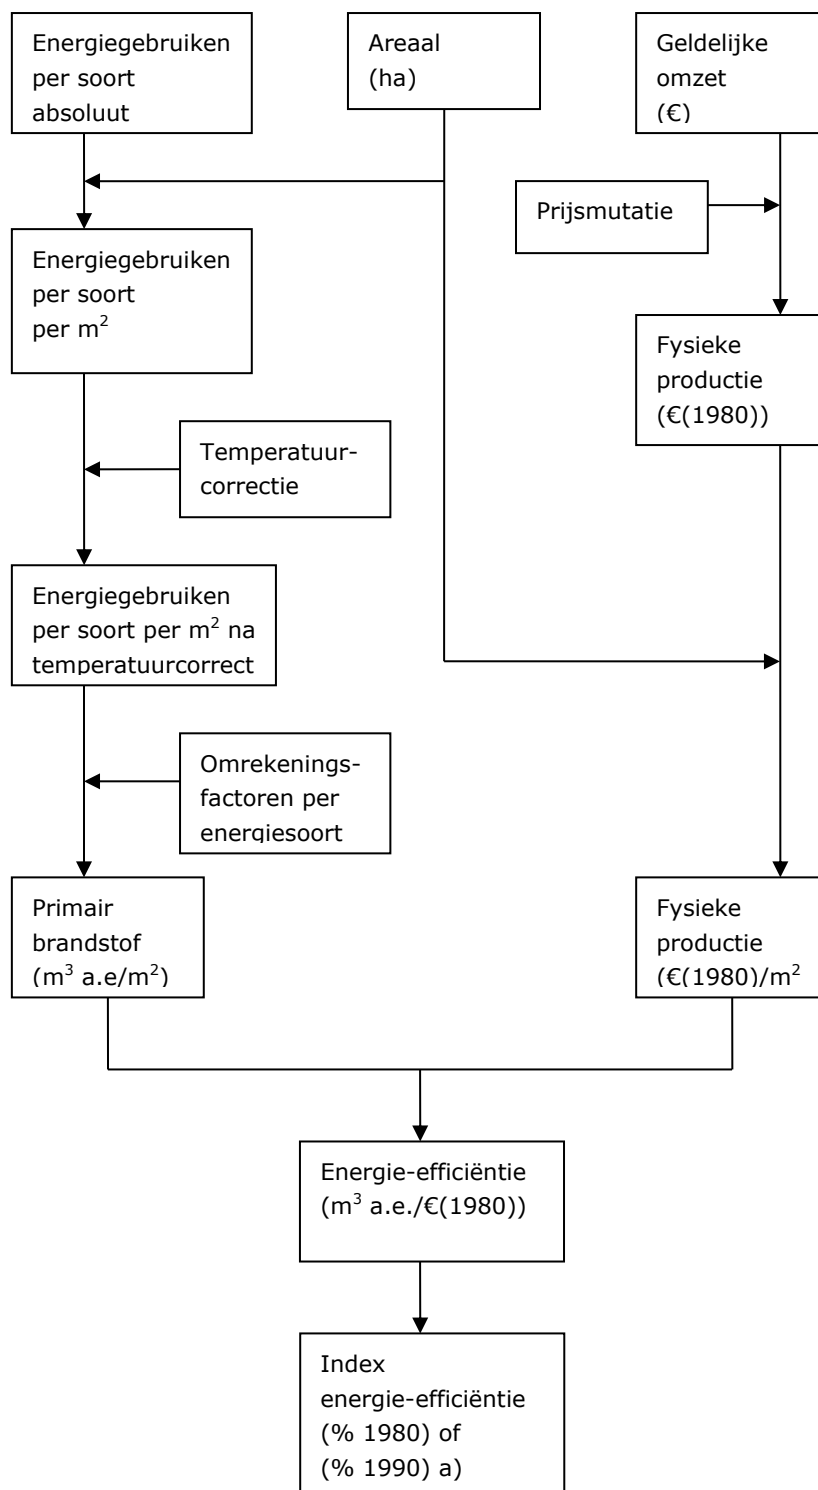 Energiegebruiken
per soort
absoluut
Areaal
(ha)
Geldelijke
omzet
(€)
Prijsmutatie
Energiegebruiken
per soort
per m²
Fysieke
productie
(€(1980))
Temperatuur-
correctie
Energiegebruiken
per soort per m² na
temperatuurcorrect
Omrekenings-
factoren per
energiesoort
Primair
brandstof
(m³ a.e/m²)
Fysieke
productie
(€(1980)/m²
Energie-efficiëntie
(m³ a.e./€(1980))
Index
energie-efficiëntie
(% 1980) of
(% 1990) a)